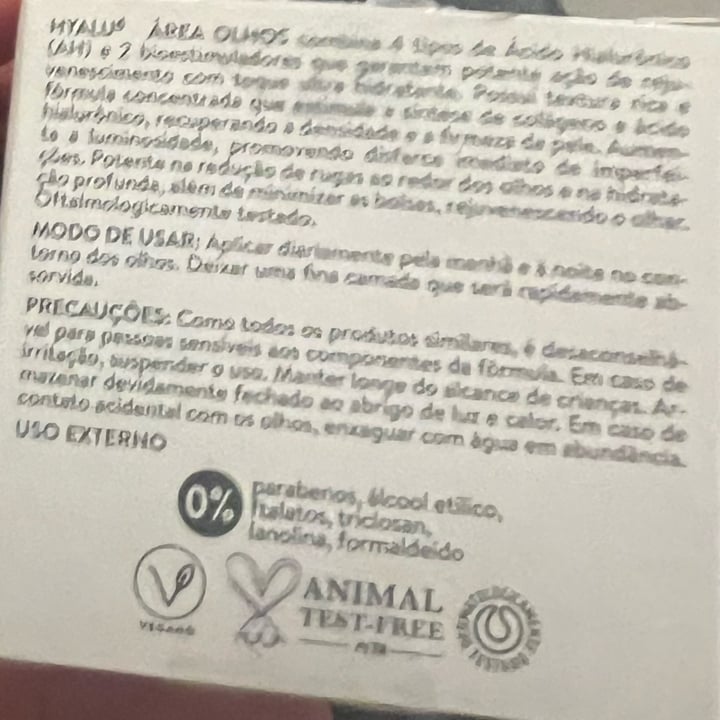 HYALU⁶ ÁREA OLHOS combina 4 tipos de Ácido Hialurônico
(AH) e 2 bioestimuladores que garantem potente ação de reju-
venescimento com toque ultra hidratante. Possui textura rica e
fórmula concentrada que estimula a síntese de colágeno e ácido
hialurônico, recuperando a densidade e a firmeza da pele. Aumen-
ta a luminosidade, promovendo disfarce imediato de imperfei-
ções. Potente na redução de rugas ao redor dos olhos e na hidrata-
ção profunda, além de minimizar as bolsas, rejuvenescendo o olhar.
Oftalmologicamente testado.
MODO DE USAR: Aplicar diariamente pela manhã e à noite no con-
torno dos olhos. Deixar uma fina camada que será rapidamente ab-
sorvida.
PRECAUÇÕES: Como todos os produtos similares, é desaconselhá-
vel para pessoas sensíveis aos componentes da fórmula. Em caso de
irritação, suspender o uso. Manter longe do alcance de crianças. Ar-
mazenar devidamente fechado ao abrigo de luz e calor. Em caso de
contato acidental com os olhos, enxaguar com água em abundância.
USO EXTERNO
0% parabenos, álcool etílico,
ftalatos, triclosan,
lanolina, formaldeído
VEGANO
ANIMAL
TEST-FREE
PETA